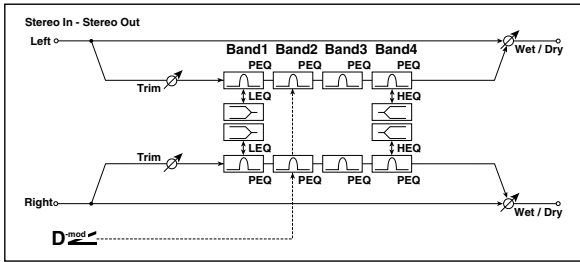 Stereo In - Stereo Out
Left
Wet / Dry
Band1 Band2 Band3 Band4
PEQ PEQ PEQ PEQ
Trim
LEQ HEQ
LEQ HEQ
Trim
PEQ PEQ PEQ PEQ
Right
Wet / Dry
D-mod